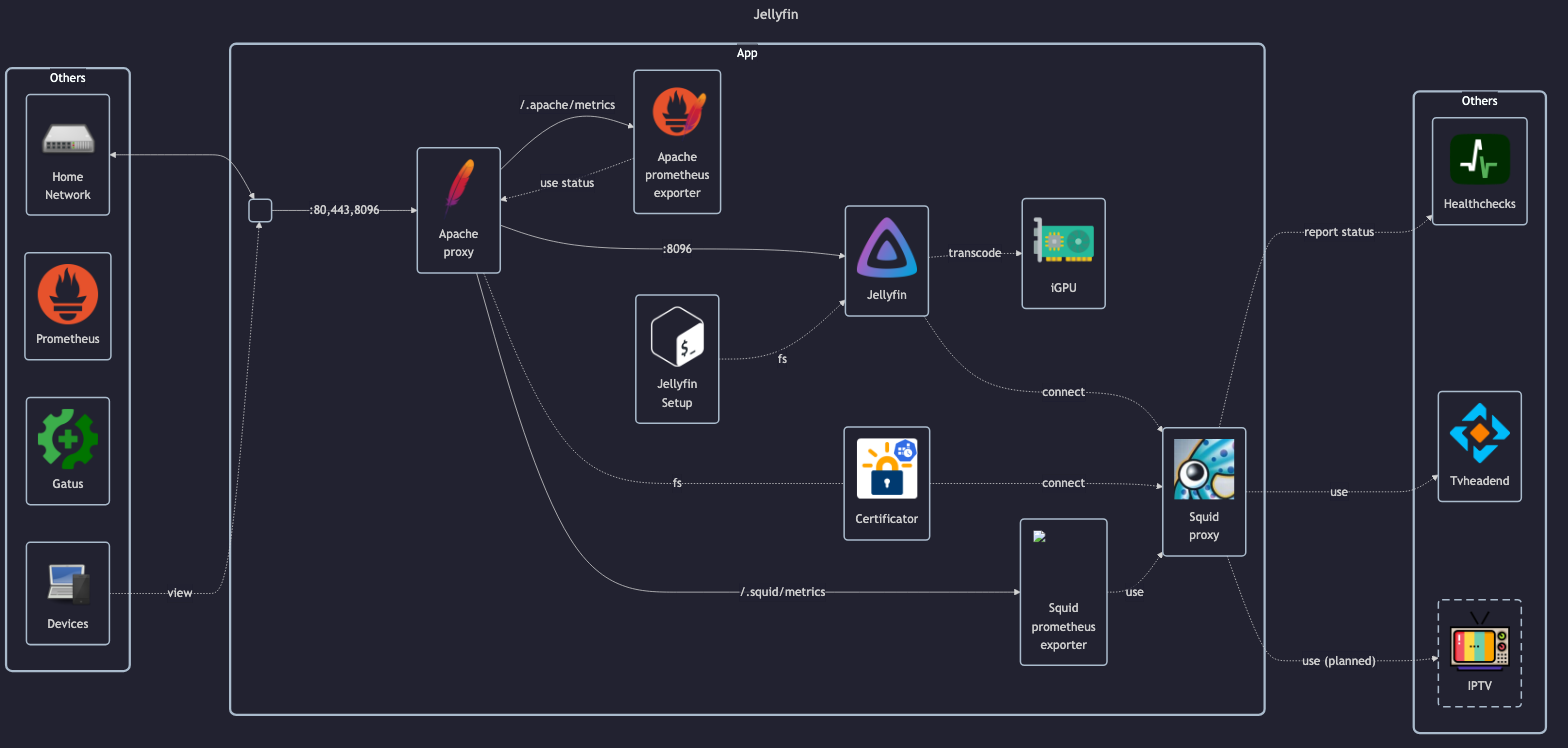 Jellyfin
Others
Home
Network
Prometheus
Gatus
Devices
view
App
:80,443,8096
Apache
proxy
/.apache/metrics
use status
Apache
prometheus
exporter
:8096
Jellyfin
transcode
iGPU
$_
Jellyfin
Setup
fs
connect
fs
Certificator
connect
Squid
proxy
/.squid/metrics
Squid
prometheus
exporter
use
report status
use
use (planned)
Others
Healthchecks
Tvheadend
IPTV